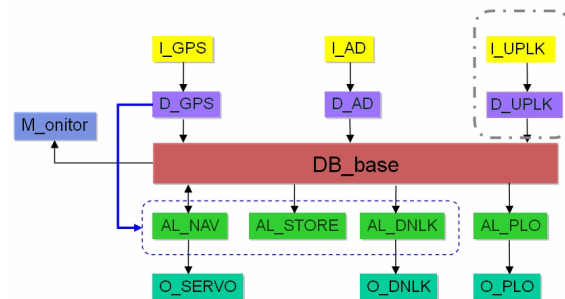 I_GPS I_AD I_UPLK
D_GPS D_AD D_UPLK
M_onitor
DB_base
AL_NAV AL_STORE AL_DNLK AL_PLO
O_SERVO O_DNLK O_PLO